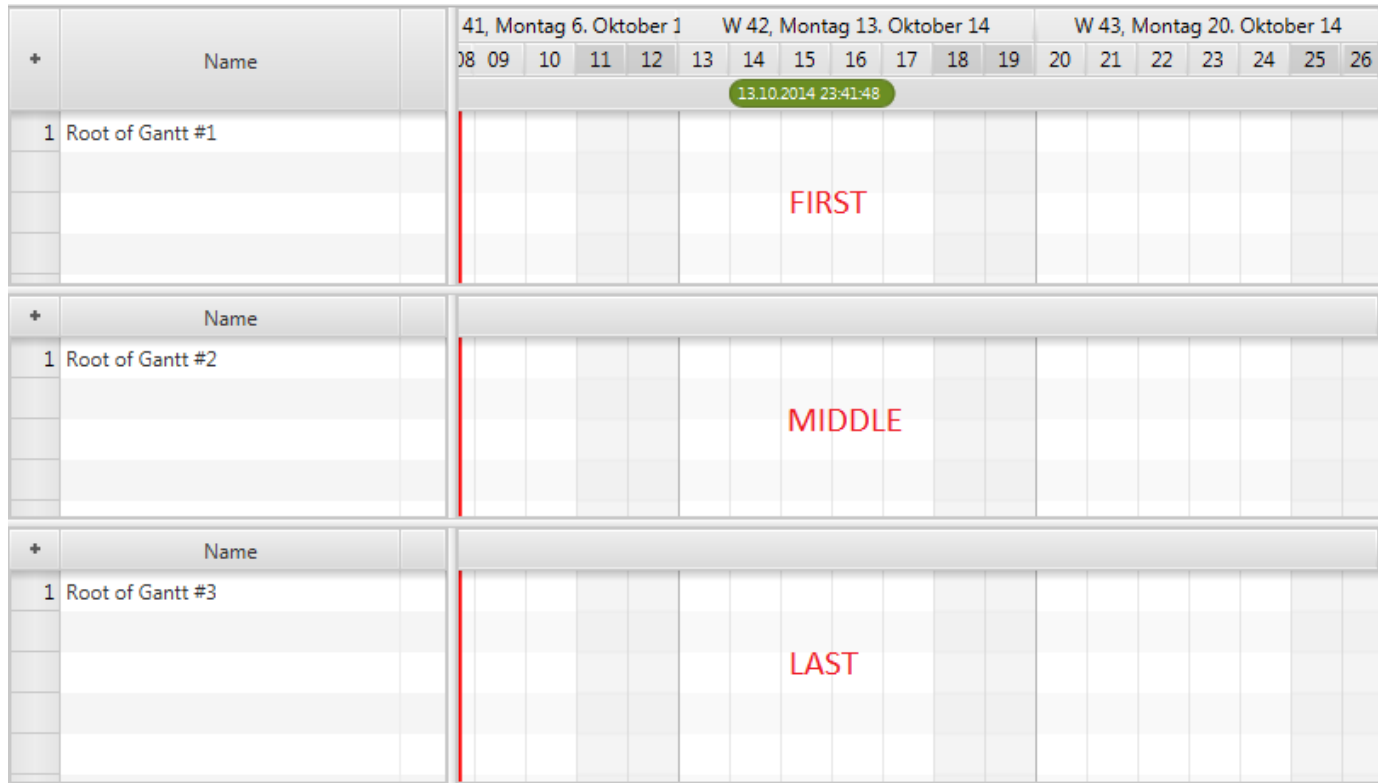 41, Montag 6. Oktober 1 W 42, Montag 13. Oktober 14 W 43, Montag 20. Oktober 14
+ Name 08 09 10 11 12 13 14 15 16 17 18 19 20 21 22 23 24 25 26
13.10.2014 23:41:48
1 Root of Gantt #1
FIRST
+ Name
1 Root of Gantt #2
MIDDLE
+ Name
1 Root of Gantt #3
LAST